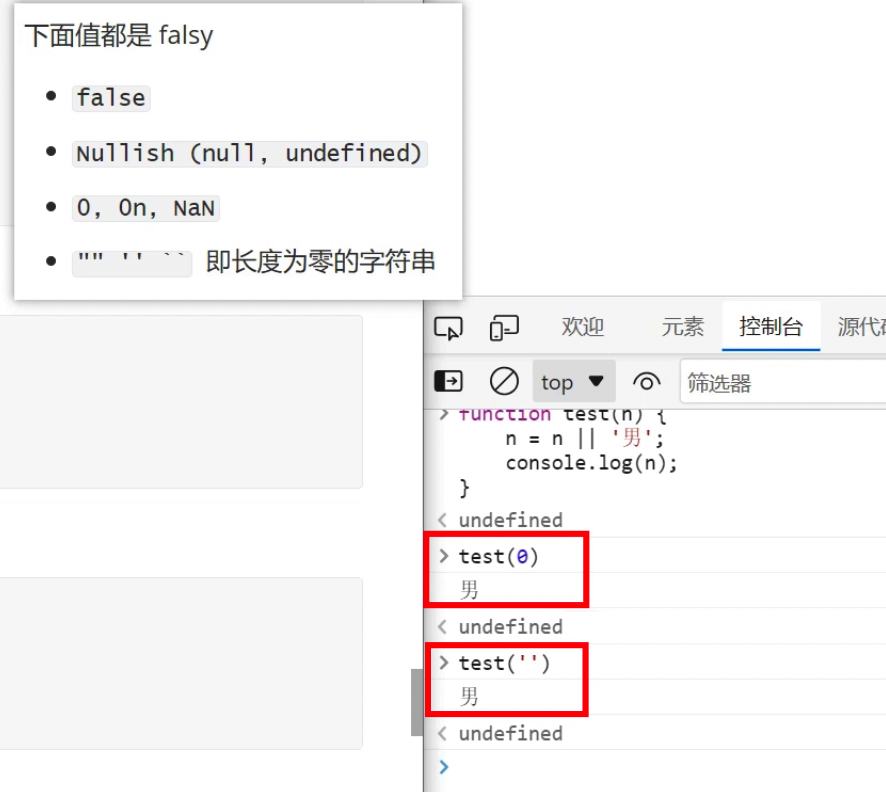 下面值都是 falsy
false
Nullish (null, undefined)
0, 0n, NaN
"" '' `` 即长度为零的字符串
欢迎 元素 控制台 源代
top 筛选器
function test(n) {
n = n || '男';
console.log(n);
}
undefined
test(0)
男
undefined
test('')
男
undefined